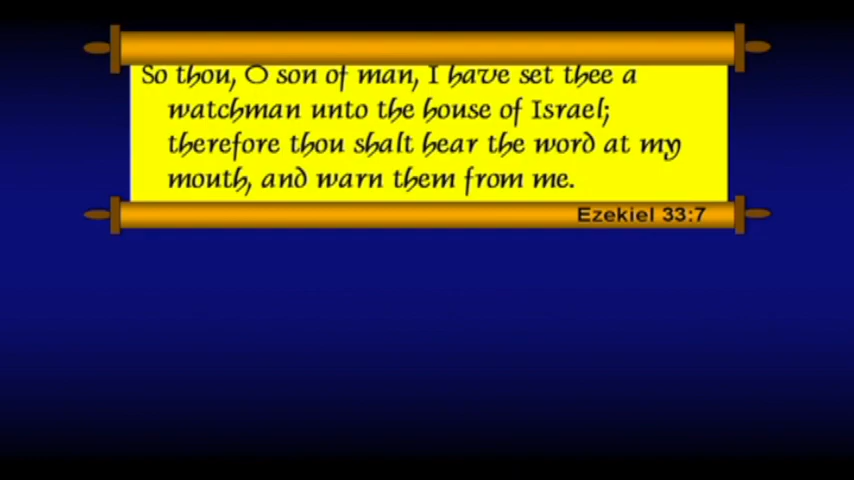 So thou, O son of man, I have set thee a
watchman unto the house of Israel;
therefore thou shalt hear the word at my
mouth, and warn them from me.
Ezekiel 33:7